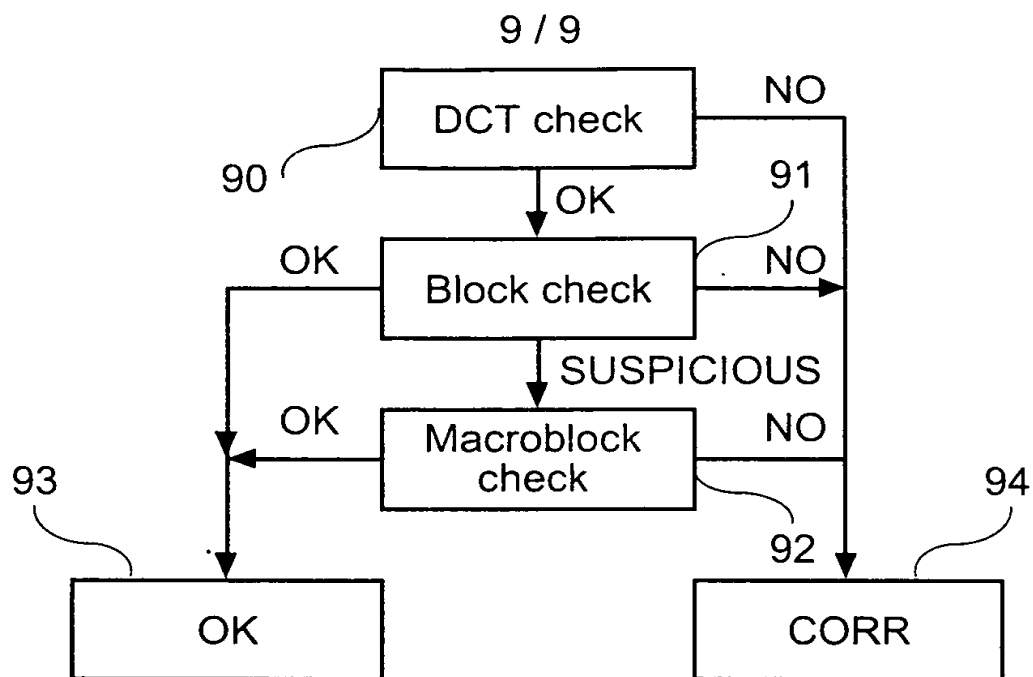 9 / 9
DCT check
NO
90
OK
91
OK
Block check
NO
SUSPICIOUS
OK
Macroblock
check
NO
93
92
94
OK
CORR